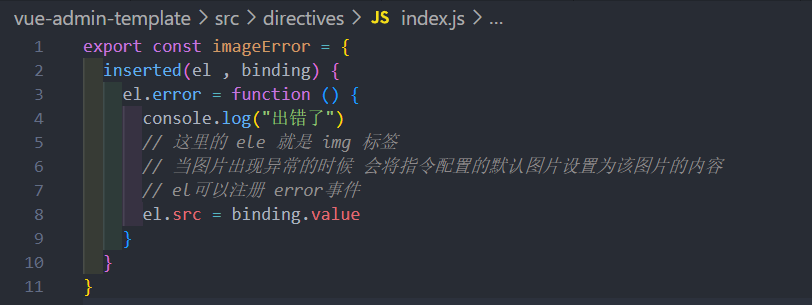 vue-admin-template > src > directives > JS index.js > ...
1 export const imageError = {
2   inserted(el , binding) {
3     el.error = function () {
4       console.log("出错了")
5       // 这里的 ele 就是 img 标签
6       // 当图片出现异常的时候 会将指令配置的默认图片设置为该图片的内容
7       // el可以注册 error事件
8       el.src = binding.value
9     }
10   }
11 }